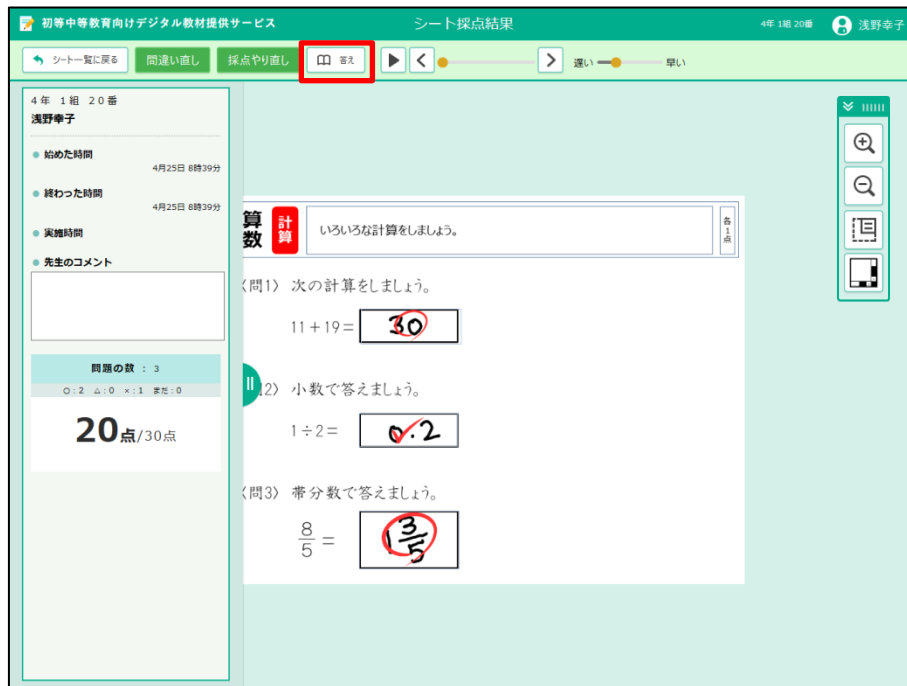 初等中等教育向けデジタル教材提供サービス
シート採点結果
4年 1組 20番
浅野幸子
シート一覧に戻る
間違い直し
採点やり直し
答え
遅い
早い
4年 1組 20番
浅野幸子
始めた時間
4月25日 8時39分
終わった時間
4月25日 8時39分
実施時間
先生のコメント
問題の数 : 3
○:2 △:0 ×:1 まだ:0
20点/30点
算数
計算
いろいろな計算をしましょう。
各1点
〈問1〉 次の計算をしましょう。
11+19= 30
2〉 小数で答えましょう。
1÷2= 0.2
〈問3〉 帯分数で答えましょう。
8/5 = 1 3/5